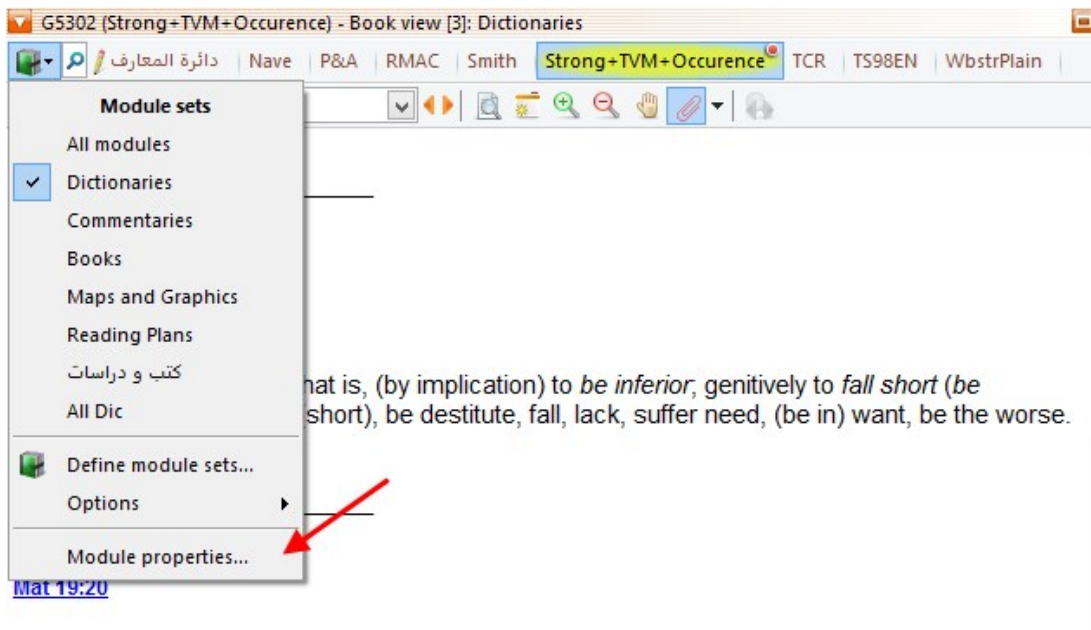 G5302 (Strong+TVM+Occurence) - Book view [3]: Dictionaries
دائرة المعارف Nave P&A RMAC Smith Strong+TVM+Occurence TCR TS98EN WbstrPlain
Module sets
All modules
Dictionaries
Commentaries
Books
Maps and Graphics
Reading Plans
كتب و دراسات
All Dic
hat is, (by implication) to be inferior; genitively to fall short (be
short), be destitute, fall, lack, suffer need, (be in) want, be the worse.
Define module sets...
Options
Module properties...
Mat 19:20